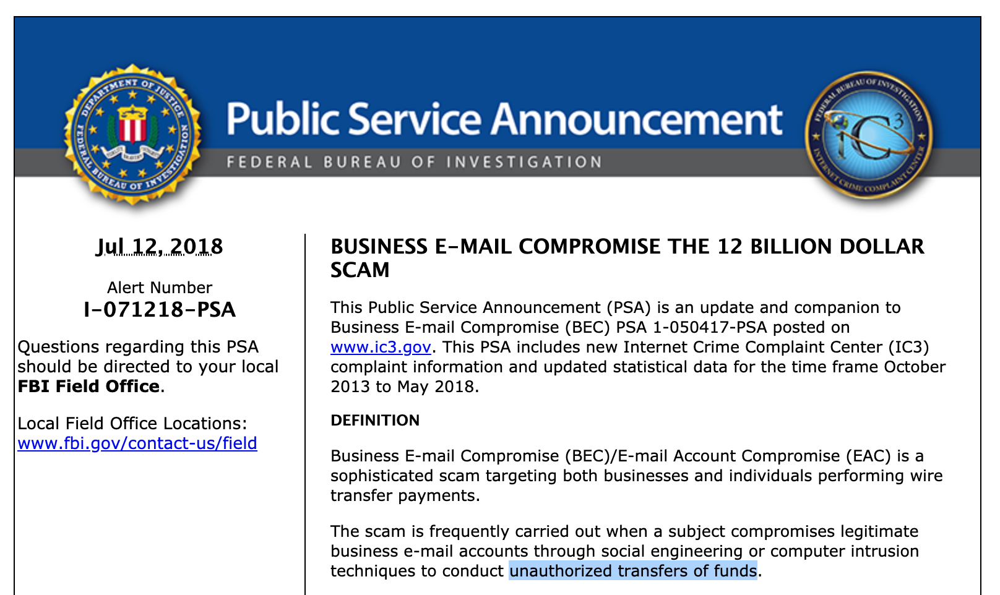 DEPARTMENT OF JUSTICE
FEDERAL BUREAU OF INVESTIGATION
Public Service Announcement
FEDERAL BUREAU OF INVESTIGATION
FEDERAL BUREAU OF INVESTIGATION
iC3
INTERNET CRIME COMPLAINT CENTER
Jul 12, 2018
Alert Number
I-071218-PSA
Questions regarding this PSA
should be directed to your local
FBI Field Office.
Local Field Office Locations:
www.fbi.gov/contact-us/field
BUSINESS E-MAIL COMPROMISE THE 12 BILLION DOLLAR
SCAM
This Public Service Announcement (PSA) is an update and companion to
Business E-mail Compromise (BEC) PSA 1-050417-PSA posted on
www.ic3.gov. This PSA includes new Internet Crime Complaint Center (IC3)
complaint information and updated statistical data for the time frame October
2013 to May 2018.
DEFINITION
Business E-mail Compromise (BEC)/E-mail Account Compromise (EAC) is a
sophisticated scam targeting both businesses and individuals performing wire
transfer payments.
The scam is frequently carried out when a subject compromises legitimate
business e-mail accounts through social engineering or computer intrusion
techniques to conduct unauthorized transfers of funds.